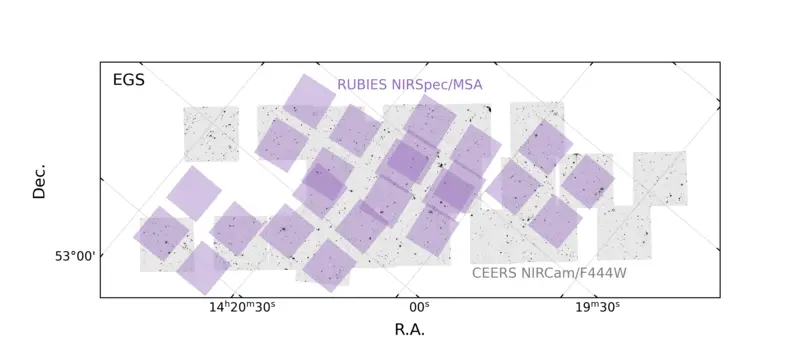 EGS
RUBIES NIRSpec/MSA
Dec.
53°00'
CEERS NIRCam/F444W
14ʰ20ᵐ30ˢ 00ˢ 19ᵐ30ˢ
R.A.